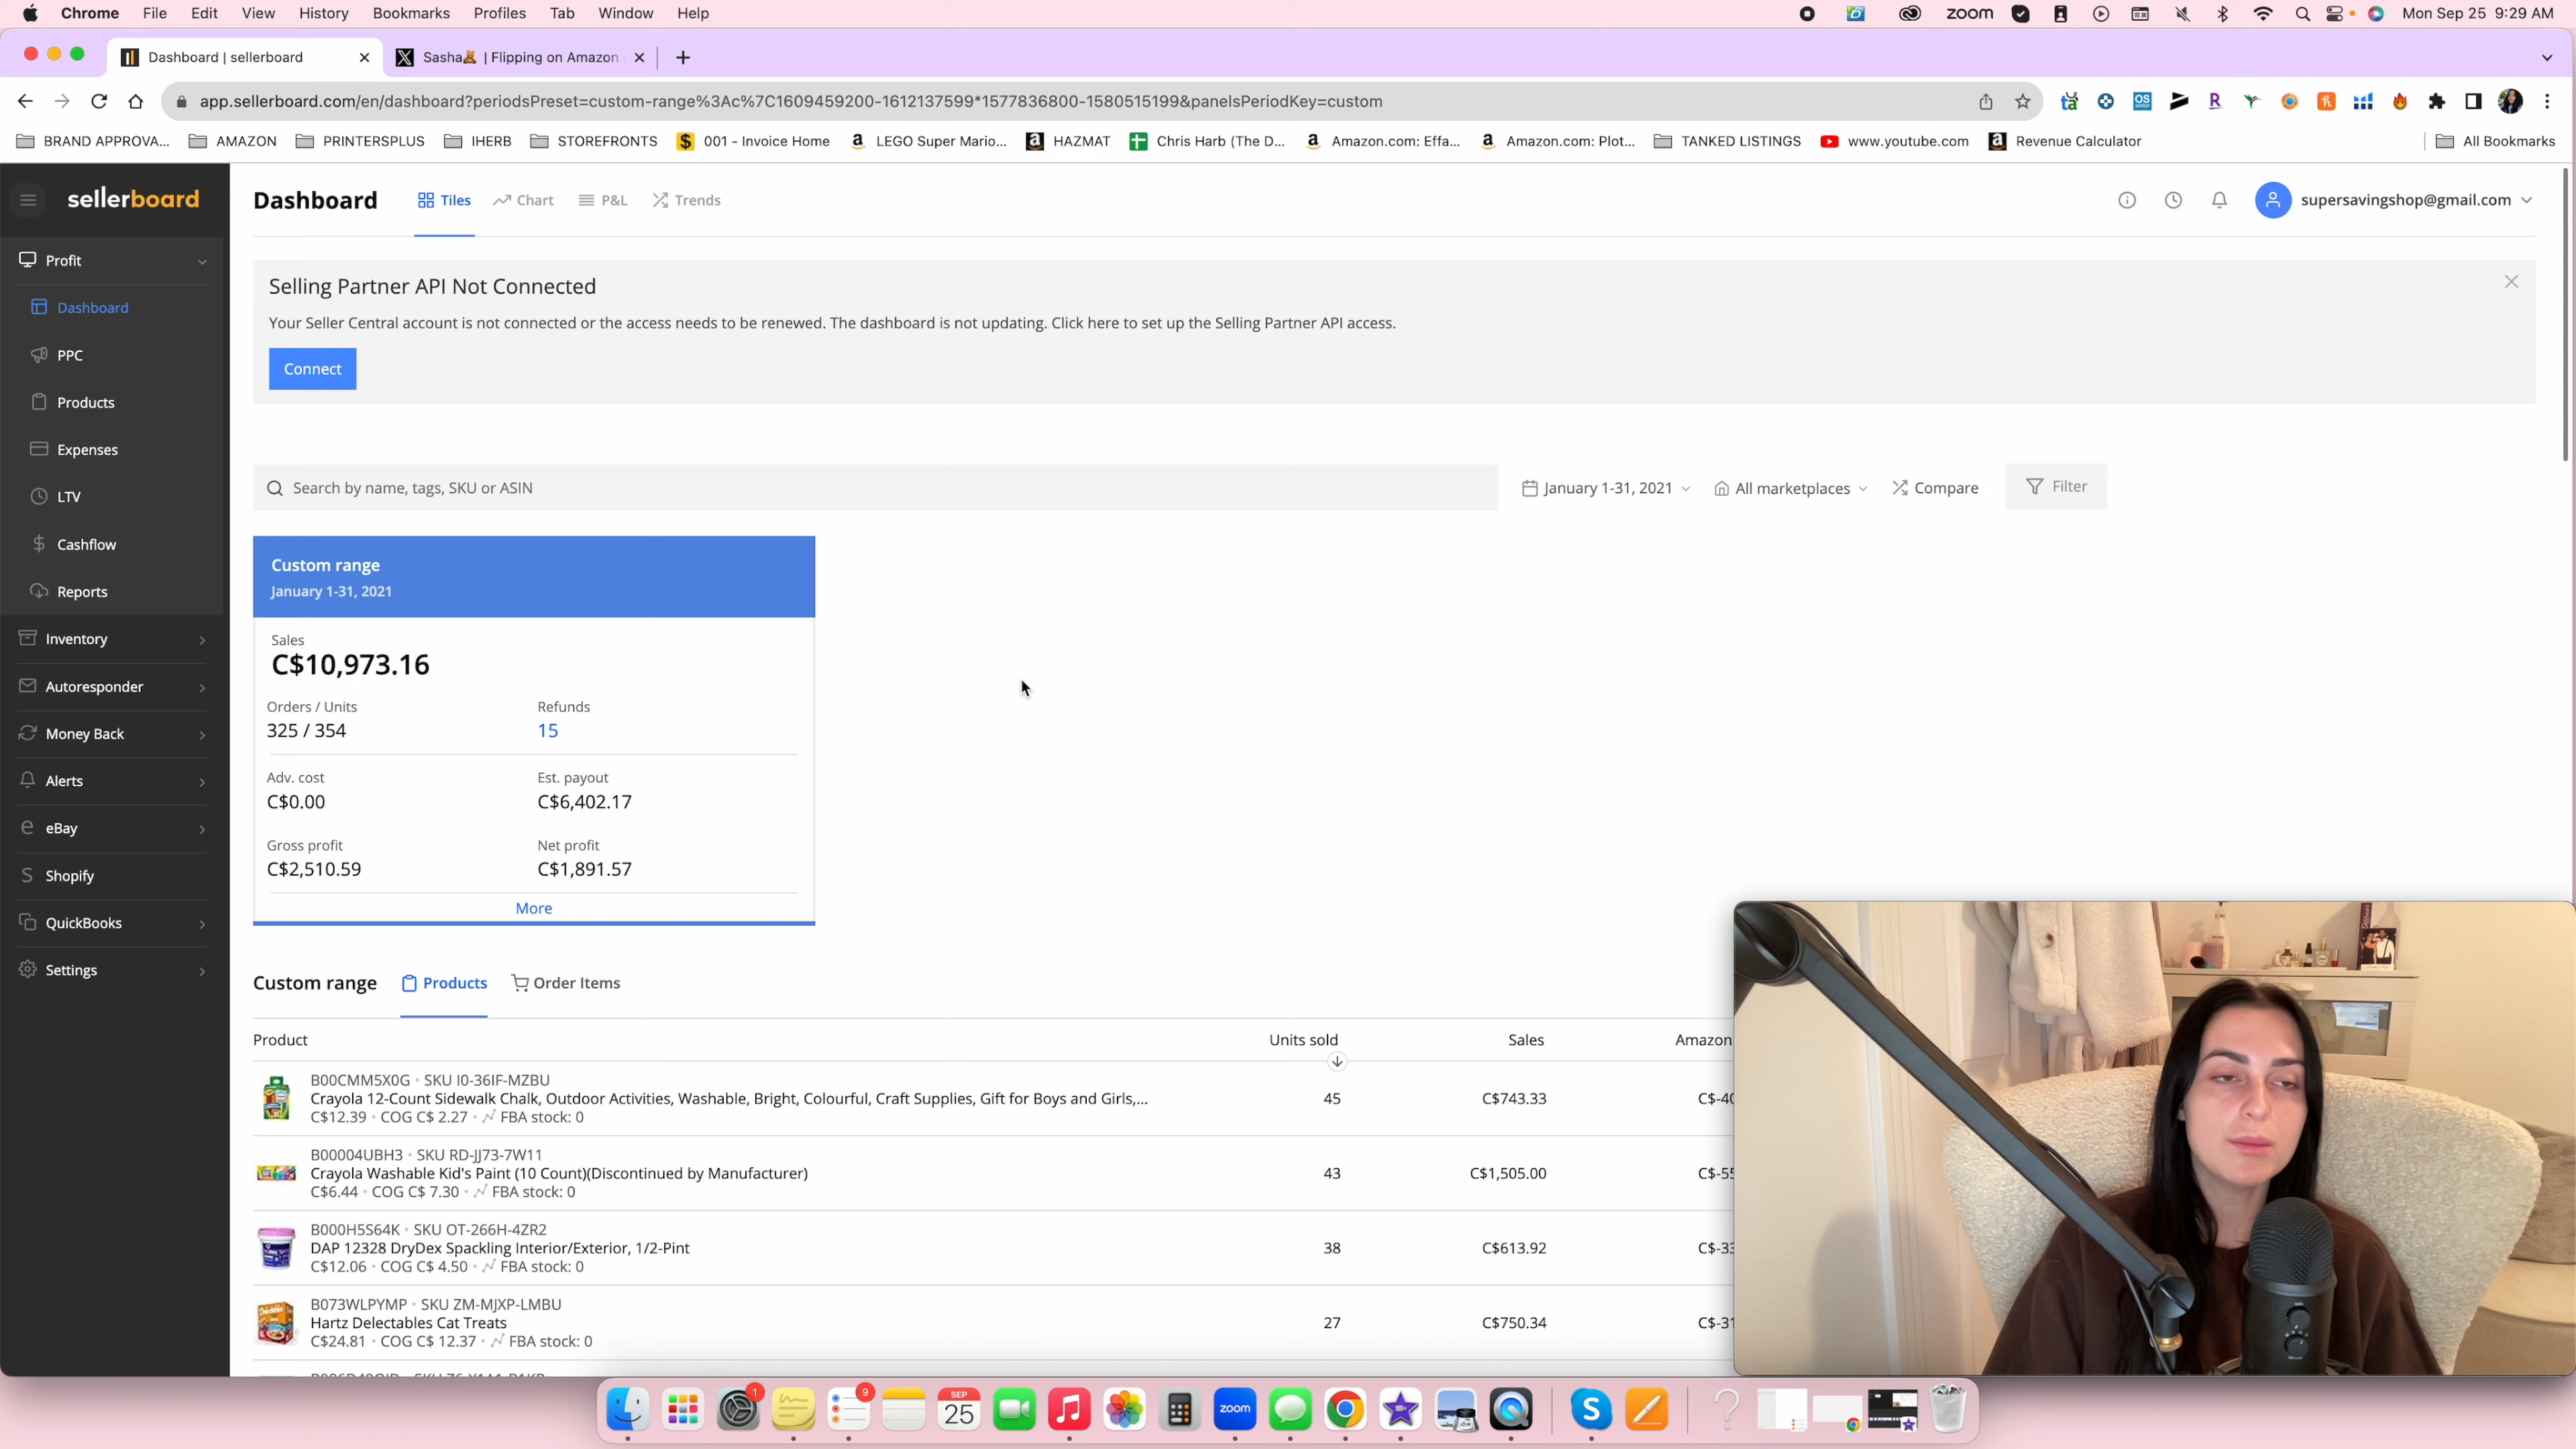 Chrome File Edit View History Bookmarks Profiles Tab Window Help zoom Mon Sep 25 9:29 AM
Dashboard | sellerboard Sasha🧸 | Flipping on Amazon
app.sellerboard.com/en/dashboard?periodsPreset=custom-range%3Ac%7C1609459200-1612137599*1577836800-1580515199&panelsPeriodKey=custom
BRAND APPROVA... AMAZON PRINTERSPLUS IHERB STOREFRONTS 001 - Invoice Home LEGO Super Mario... HAZMAT Chris Harb (The D... Amazon.com: Effa... Amazon.com: Plot... TANKED LISTINGS www.youtube.com Revenue Calculator All Bookmarks
sellerboard
Dashboard Tiles Chart P&L Trends supersavingshop@gmail.com
Profit
Dashboard
PPC
Products
Expenses
LTV
Cashflow
Reports
Inventory
Autoresponder
Money Back
Alerts
eBay
Shopify
QuickBooks
Settings
Selling Partner API Not Connected
Your Seller Central account is not connected or the access needs to be renewed. The dashboard is not updating. Click here to set up the Selling Partner API access.
Connect
Search by name, tags, SKU or ASIN January 1-31, 2021 All marketplaces Compare Filter
Custom range
January 1-31, 2021
Sales
C$10,973.16
Orders / Units Refunds
325 / 354 15
Adv. cost Est. payout
C$0.00 C$6,402.17
Gross profit Net profit
C$2,510.59 C$1,891.57
More
Custom range Products Order Items
Product Units sold Sales Amazon
B00CMM5X0G · SKU I0-36IF-MZBU
Crayola 12-Count Sidewalk Chalk, Outdoor Activities, Washable, Bright, Colourful, Craft Supplies, Gift for Boys and Girls,... 45 C$743.33 C$-40
C$12.39 · COG C$ 2.27 · FBA stock: 0
B00004UBH3 · SKU RD-JJ73-7W11
Crayola Washable Kid's Paint (10 Count)(Discontinued by Manufacturer) 43 C$1,505.00 C$-55
C$6.44 · COG C$ 7.30 · FBA stock: 0
B000H5S64K · SKU OT-266H-4ZR2
DAP 12328 DryDex Spackling Interior/Exterior, 1/2-Pint 38 C$613.92 C$-33
C$12.06 · COG C$ 4.50 · FBA stock: 0
B073WLPYMP · SKU ZM-MJXP-LMBU
Hartz Delectables Cat Treats 27 C$750.34 C$-31
C$24.81 · COG C$ 12.37 · FBA stock: 0
1 9 SEP 25 zoom